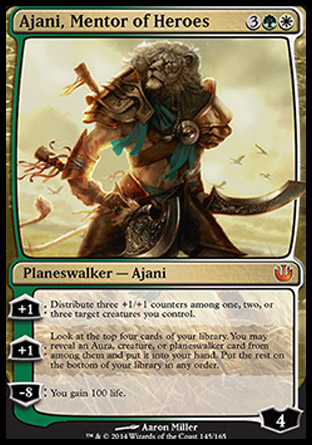 Ajani, Mentor of Heroes 3
Planeswalker — Ajani
+1 : Distribute three +1/+1 counters among one, two, or
three target creatures you control.
Look at the top four cards of your library. You may
+1 : reveal an Aura, creature, or planeswalker card from
among them and put it into your hand. Put the rest on
the bottom of your library in any order.
-8 : You gain 100 life.
4
Aaron Miller
™ & © 2014 Wizards of the Coast 145/165